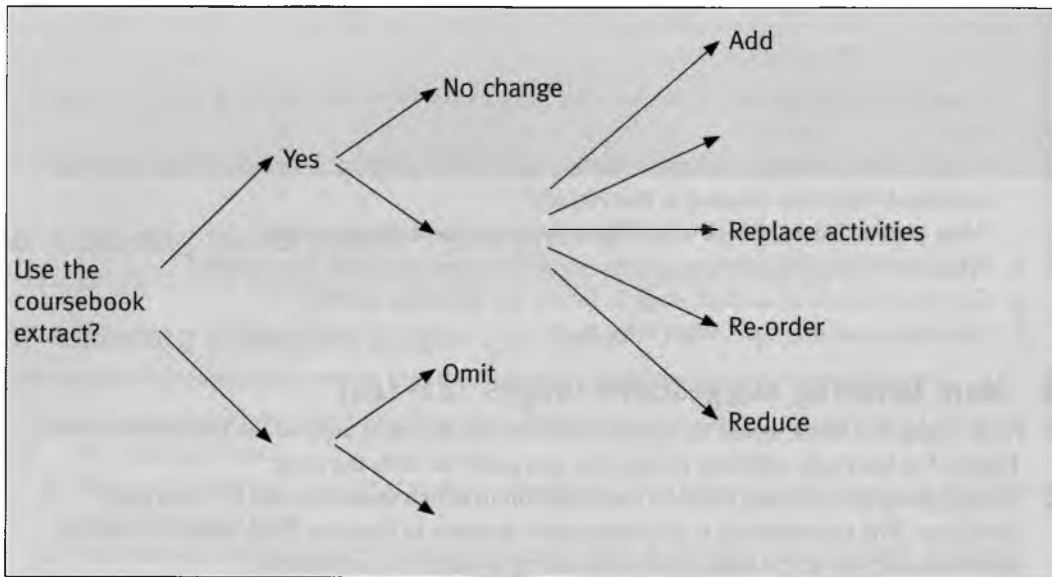 Add
No change
Yes
Replace activities
Use the
coursebook
extract?
Re-order
Omit
Reduce